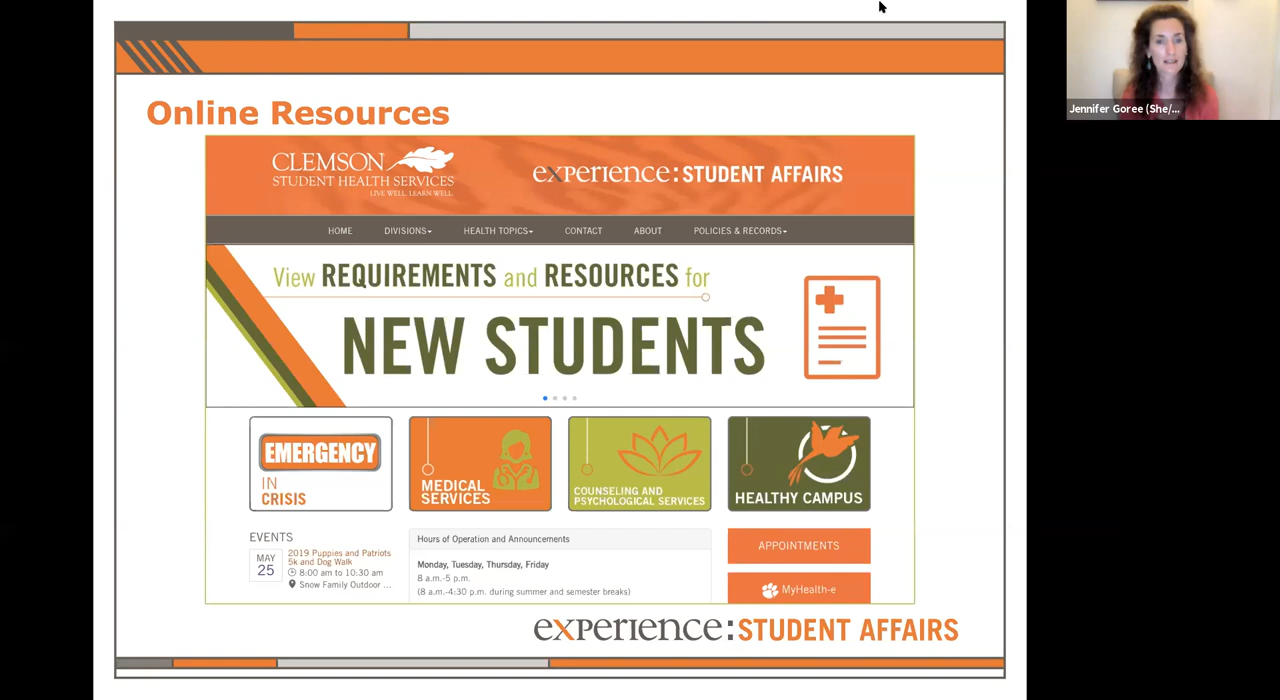 Online Resources
CLEMSON
STUDENT HEALTH SERVICES
LIVE WELL. LEARN WELL.
experience:STUDENT AFFAIRS
HOME DIVISIONS HEALTH TOPICS CONTACT ABOUT POLICIES & RECORDS
View REQUIREMENTS and RESOURCES for
NEW STUDENTS
EMERGENCY
IN
CRISIS
MEDICAL
SERVICES
COUNSELING AND
PSYCHOLOGICAL SERVICES
HEALTHY CAMPUS
EVENTS
MAY
25
2019 Puppies and Patriots
5k and Dog Walk
8:00 am to 10:30 am
Snow Family Outdoor ...
Hours of Operation and Announcements
Monday, Tuesday, Thursday, Friday
8 a.m.-5 p.m.
(8 a.m.-4:30 p.m. during summer and semester breaks)
APPOINTMENTS
MyHealth-e
experience:STUDENT AFFAIRS
Jennifer Goree (She/...